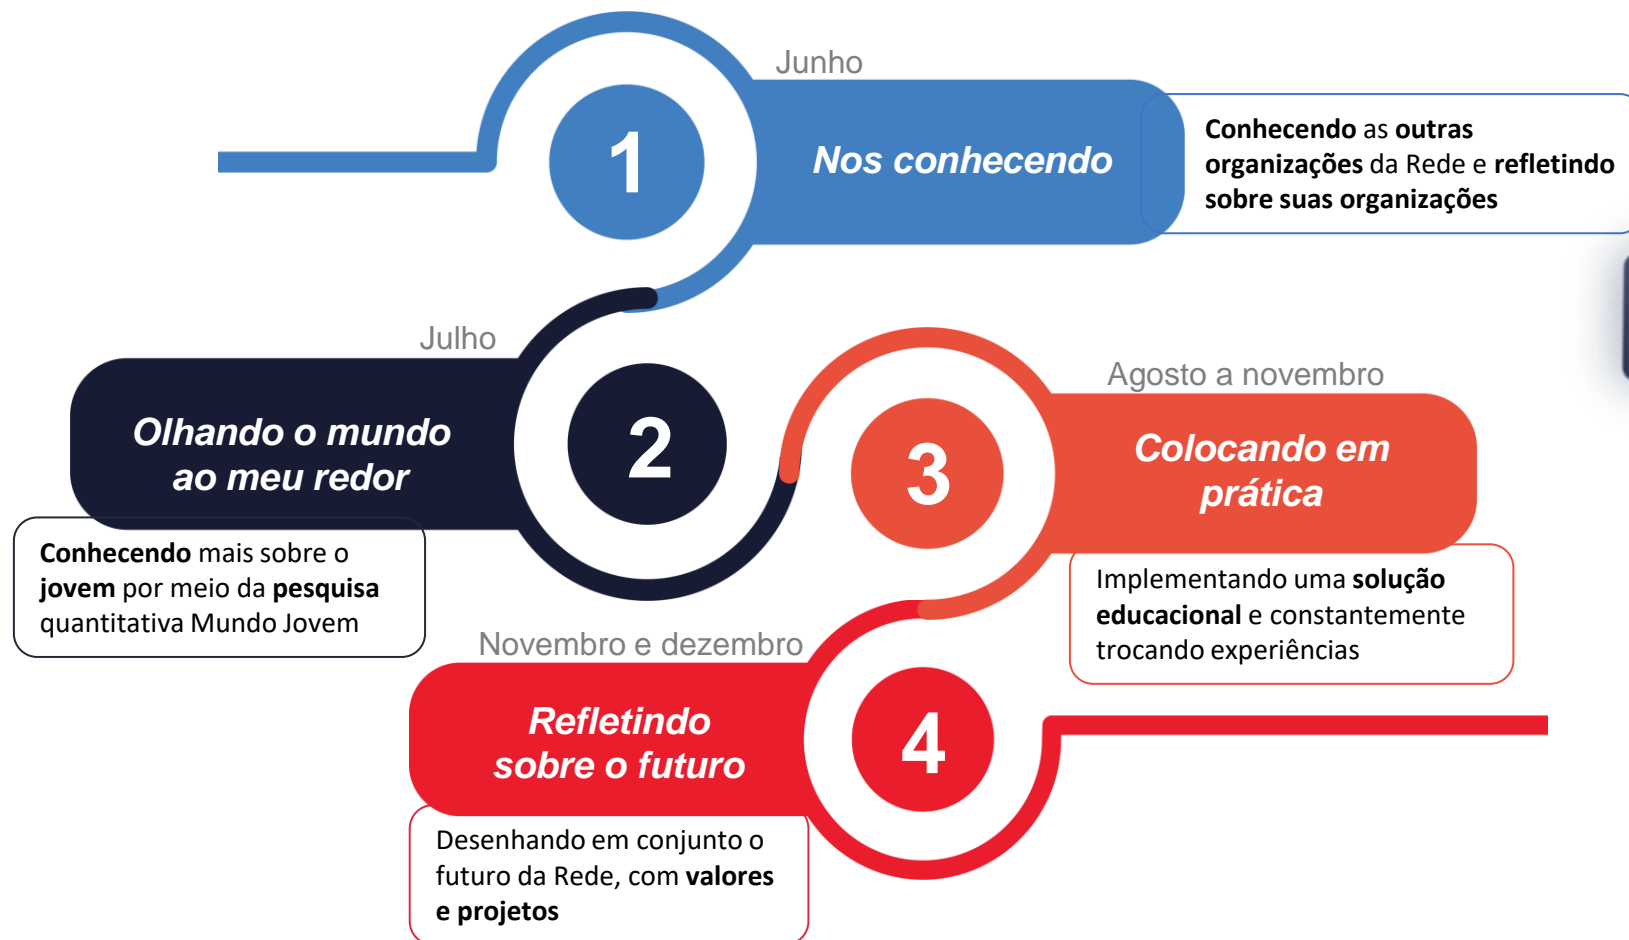 Junho
1
Nos conhecendo
Conhecendo as outras
organizações da Rede e refletindo
sobre suas organizações
Julho
2
Olhando o mundo
ao meu redor
Conhecendo mais sobre o
jovem por meio da pesquisa
quantitativa Mundo Jovem
Agosto a novembro
3
Colocando em
prática
Implementando uma solução
educacional e constantemente
trocando experiências
Novembro e dezembro
4
Refletindo
sobre o futuro
Desenhando em conjunto o
futuro da Rede, com valores
e projetos